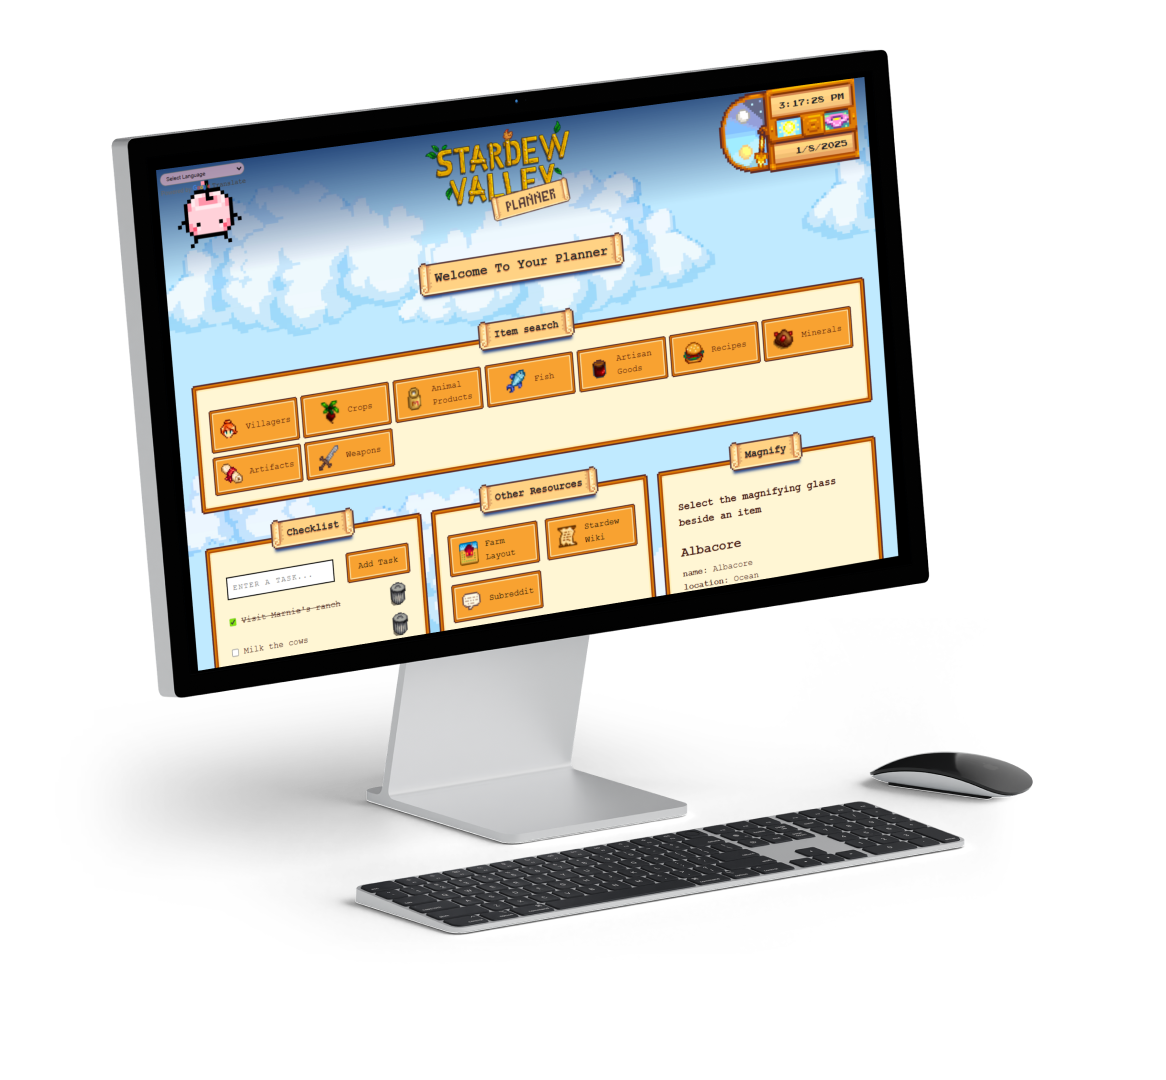 Select Language
3:17:28 PM
1/8/2025
STARDEW
VALLEY
PLANNER
Welcome To Your Planner
Item search
Villagers
Crops
Animal
Products
Fish
Artisan
Goods
Recipes
Minerals
Artifacts
Weapons
Checklist
ENTER A TASK...
Add Task
Visit Marnie's ranch
Milk the cows
Other Resources
Farm
Layout
Stardew
Wiki
Subreddit
Magnify
Select the magnifying glass
beside an item
Albacore
name: Albacore
location: Ocean